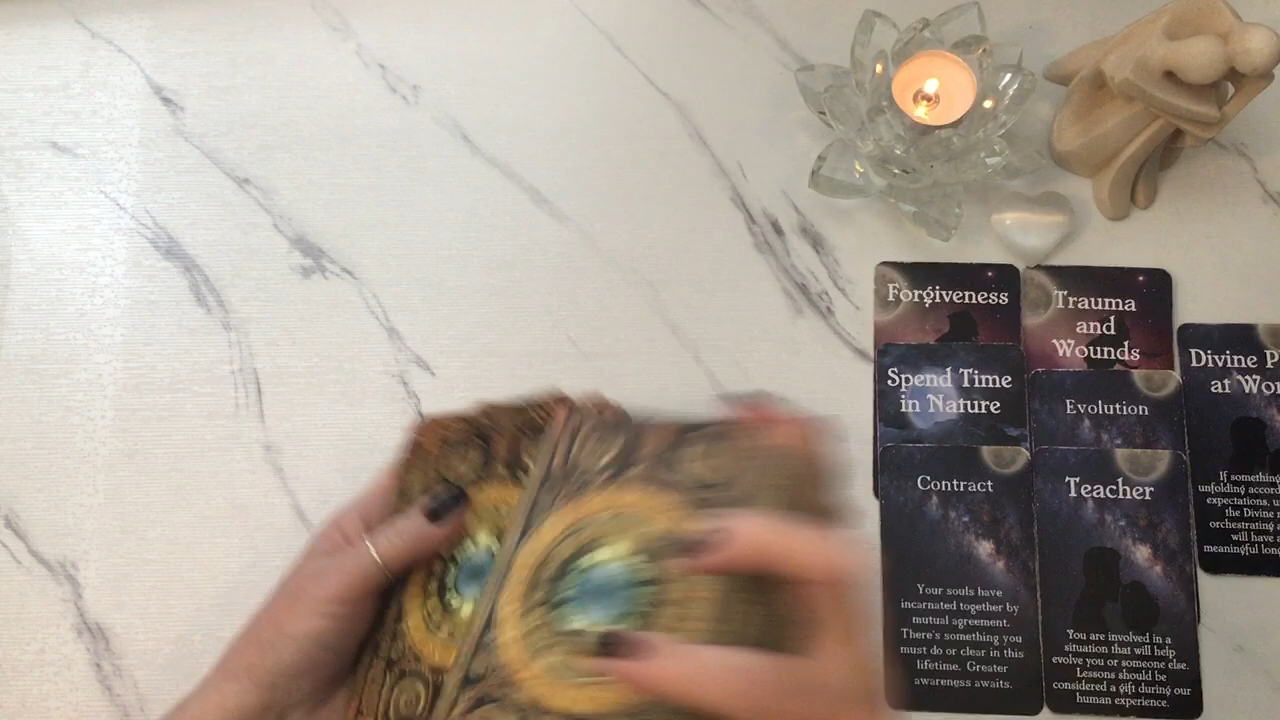 Forgiveness
Trauma
and
Wounds
Spend Time
in Nature
Evolution
Divine
at
If something
unfolding
expectations,
the Divine
orchestrating
will have a
meaningful
Contract
Your souls have
incarnated together by
mutual agreement.
There's something you
must do or clear in this
lifetime. Greater
awareness awaits.
Teacher
You are involved in a
situation that will help
evolve you or someone else.
Lessons should be
considered a gift during our
human experience.